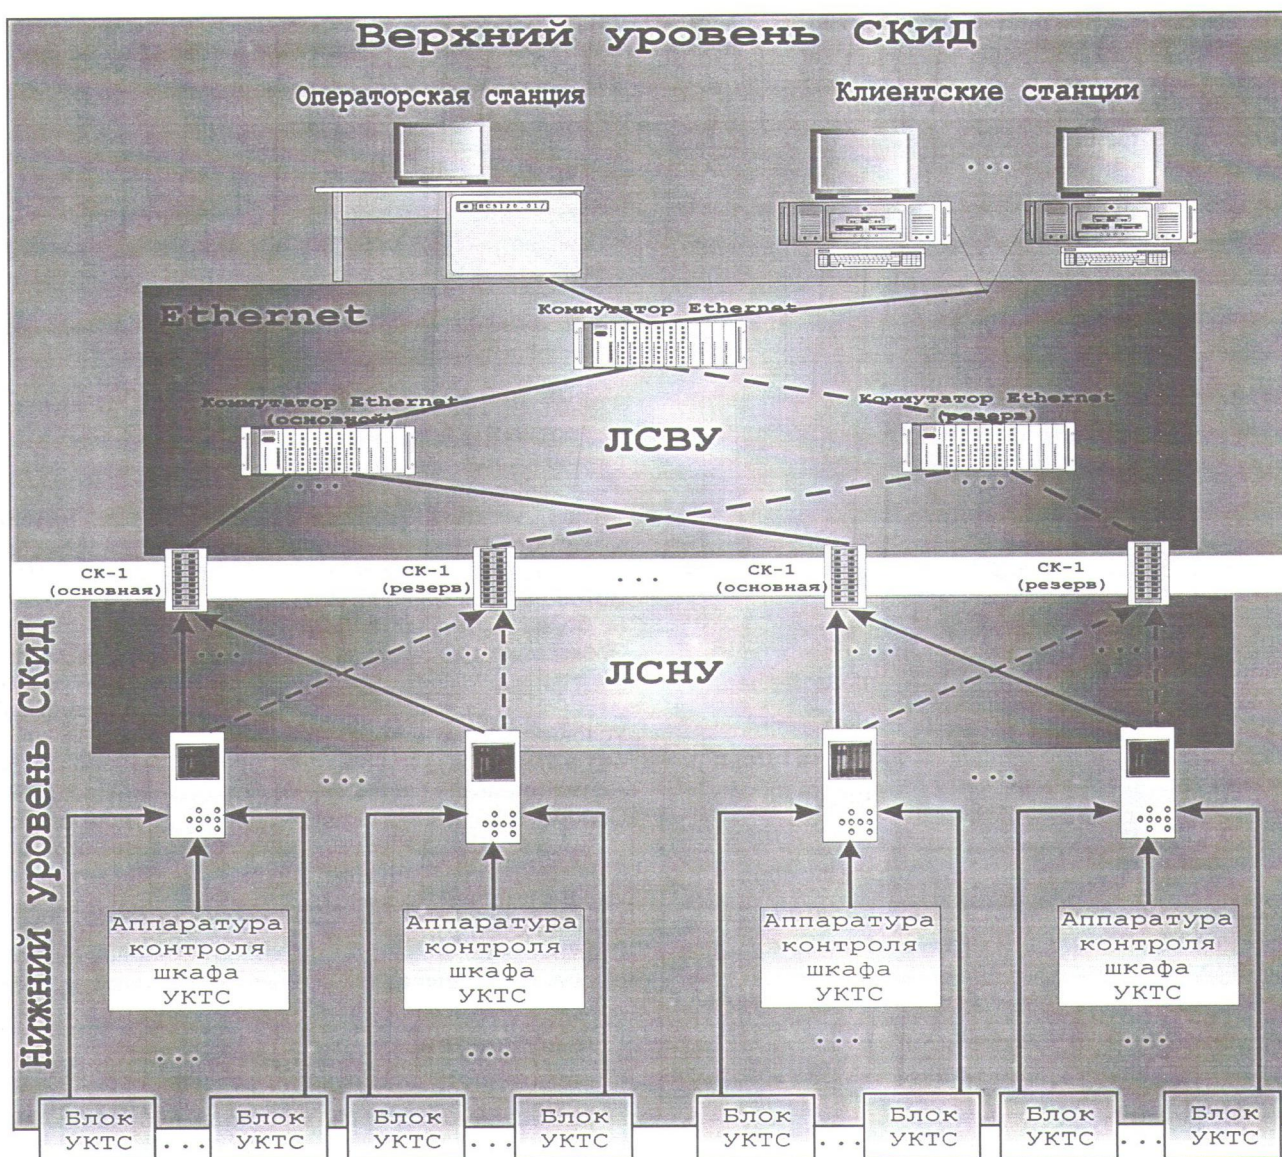 Верхний уровень СКиД
Операторская станция
Клиентские станции
Ethernet
Коммутатор Ethernet
Коммутатор Ethernet
(основной)
Коммутатор Ethernet
(резерв)
ЛСВУ
СК-1
(основная)
СК-1
(резерв)
СК-1
(основная)
СК-1
(резерв)
ЛСНУ
Нижний уровень СКиД
Аппаратура
контроля
шкафа
УКТС
Аппаратура
контроля
шкафа
УКТС
Аппаратура
контроля
шкафа
УКТС
Аппаратура
контроля
шкафа
УКТС
Блок
УКТС
Блок
УКТС
Блок
УКТС
Блок
УКТС
Блок
УКТС
Блок
УКТС
Блок
УКТС
Блок
УКТС